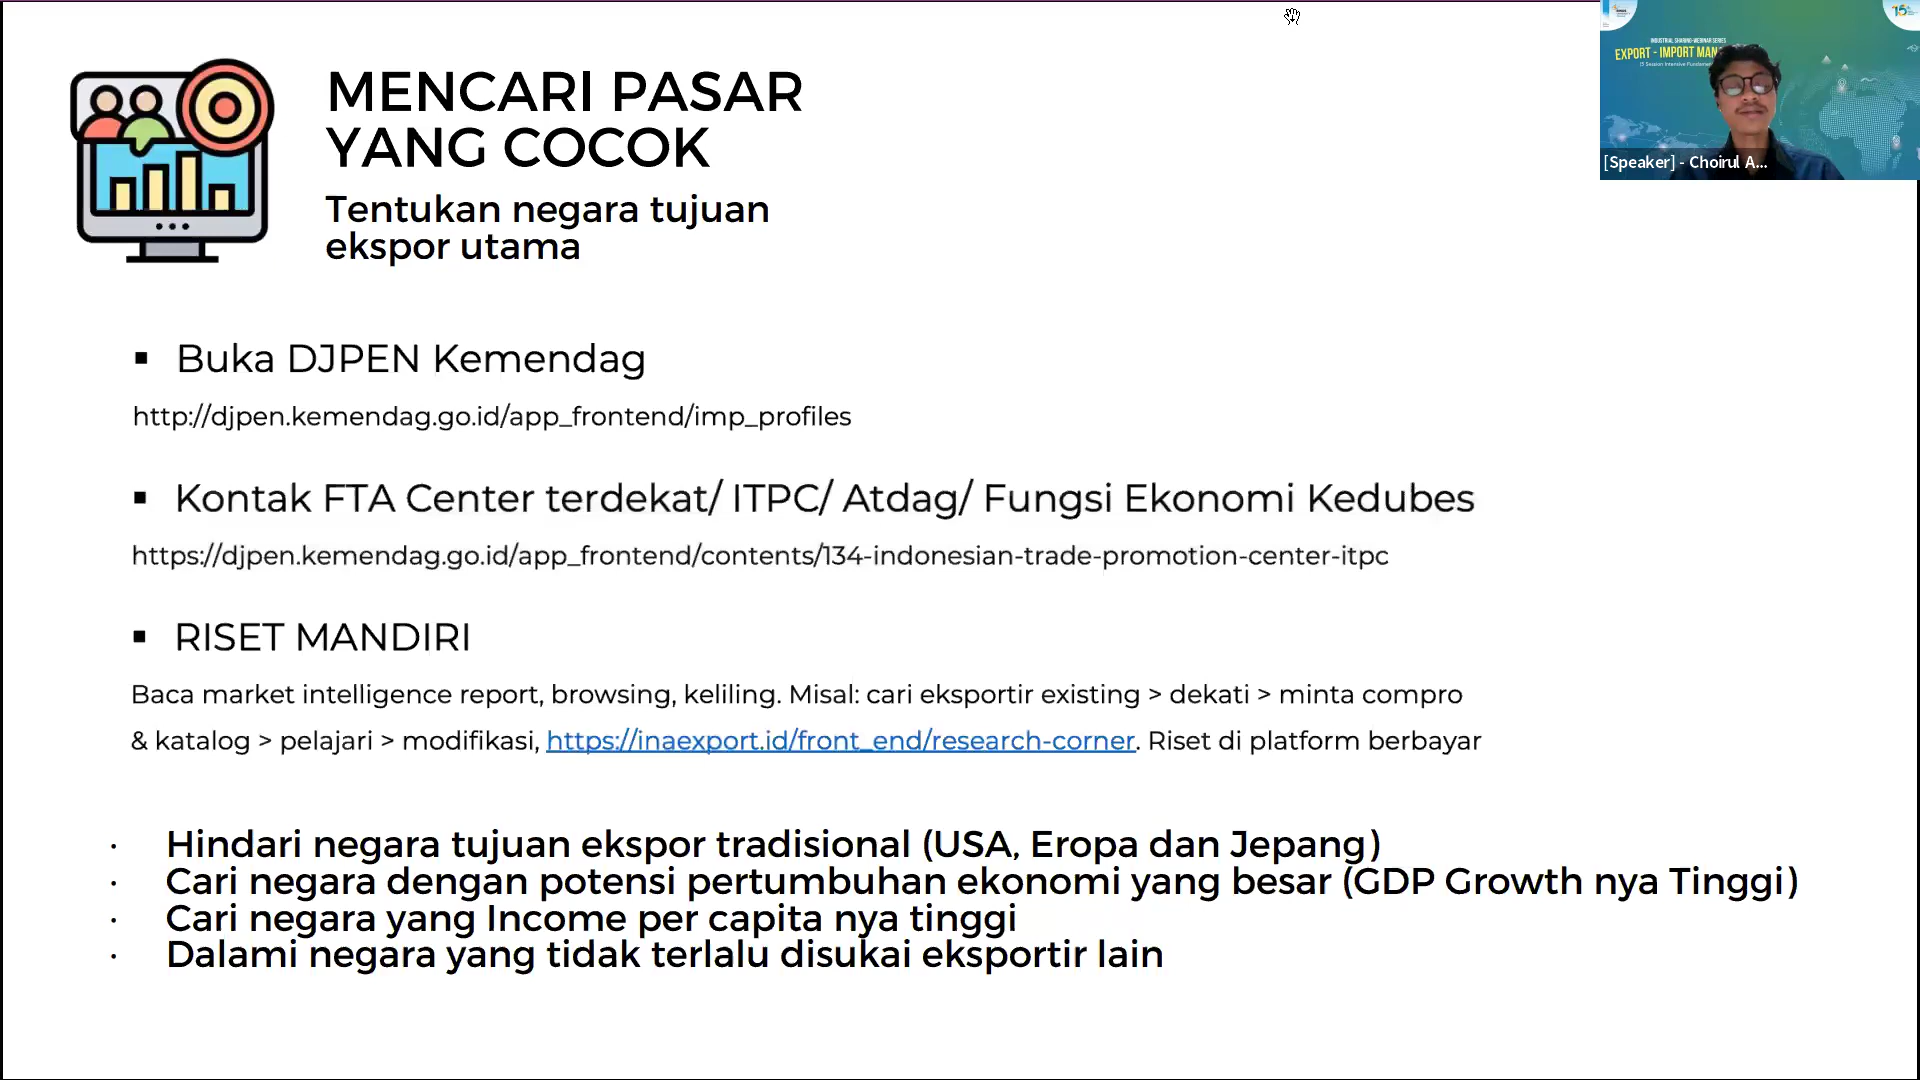 MENCARI PASAR
YANG COCOK
Tentukan negara tujuan
ekspor utama
INDUSTRIAL SHARING-WEBINAR SERIES
EXPORT - IMPORT MAN
[Speaker] - Choirul A...
▪ Buka DJPEN Kemendag
http://djpen.kemendag.go.id/app_frontend/imp_profiles
▪ Kontak FTA Center terdekat/ ITPC/ Atdag/ Fungsi Ekonomi Kedubes
https://djpen.kemendag.go.id/app_frontend/contents/134-indonesian-trade-promotion-center-itpc
▪ RISET MANDIRI
Baca market intelligence report, browsing, keliling. Misal: cari eksportir existing > dekati > minta compro
& katalog > pelajari > modifikasi, https://inaexport.id/front_end/research-corner. Riset di platform berbayar
· Hindari negara tujuan ekspor tradisional (USA, Eropa dan Jepang)
· Cari negara dengan potensi pertumbuhan ekonomi yang besar (GDP Growth nya Tinggi)
· Cari negara yang Income per capita nya tinggi
· Dalami negara yang tidak terlalu disukai eksportir lain